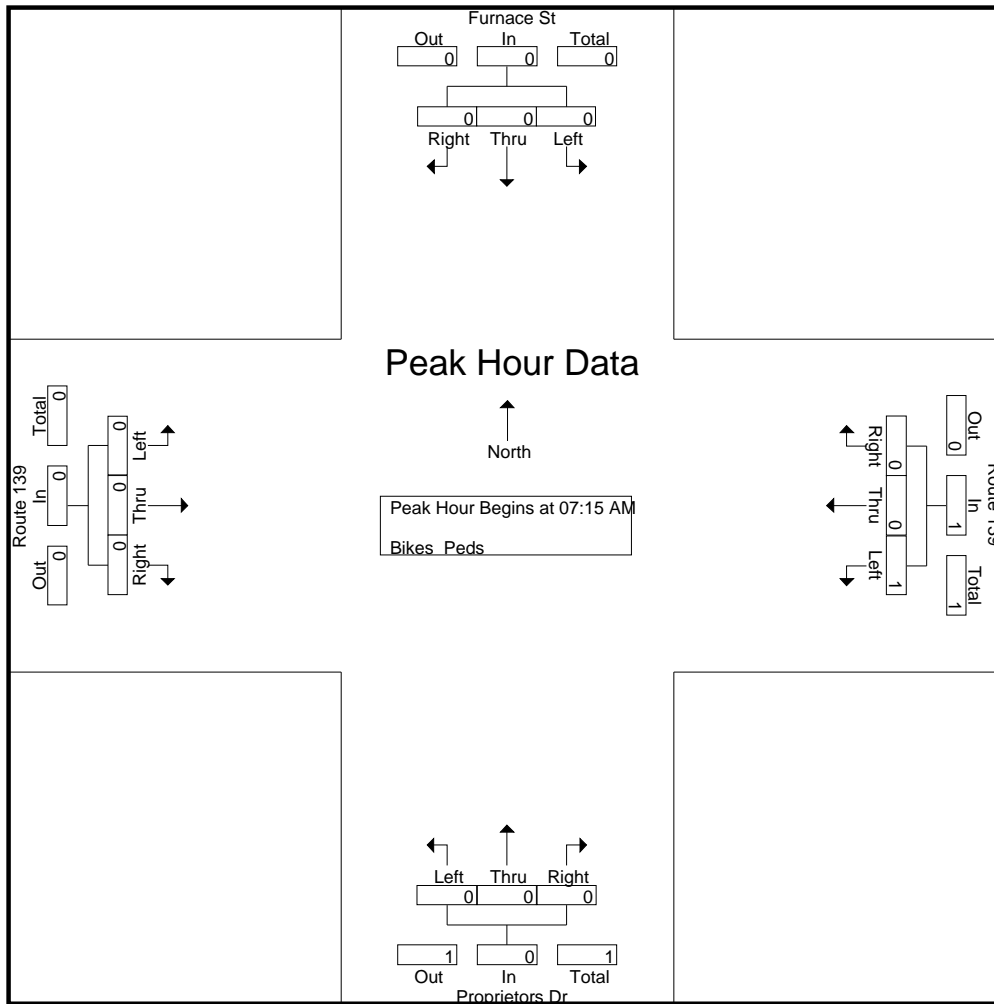 Furnace St
Out In Total
0 0 0
0 0 0
Right Thru Left
Peak Hour Data
North
Peak Hour Begins at 07:15 AM
Bikes Peds
Route 139
Total In Out
0 0 0
0 0 0
Left Thru Right
Route 139
Out In Total
0 1 1
0 0 1
Right Thru Left
Left Thru Right
0 0 0
1 0 1
Out In Total
Proprietors Dr